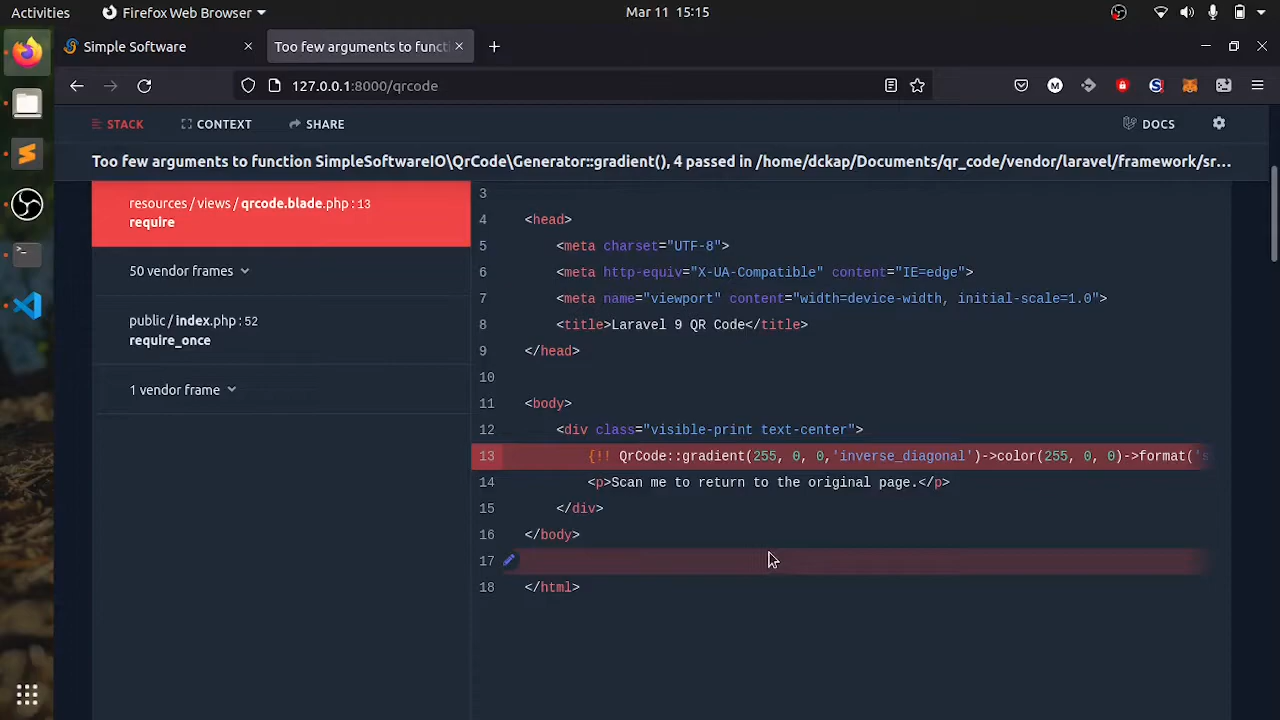 Activities
Firefox Web Browser
Mar 11 15:15
Simple Software
Too few arguments to functi
127.0.0.1:8000/qrcode
STACK
CONTEXT
SHARE
DOCS
Too few arguments to function SimpleSoftwareIO\QrCode\Generator::gradient(), 4 passed in /home/dckap/Documents/qr_code/vendor/laravel/framework/sr...
resources / views / qrcode.blade.php : 13
require
50 vendor frames
public / index.php : 52
require_once
1 vendor frame
3
4 <head>
5 <meta charset="UTF-8">
6 <meta http-equiv="X-UA-Compatible" content="IE=edge">
7 <meta name="viewport" content="width=device-width, initial-scale=1.0">
8 <title>Laravel 9 QR Code</title>
9 </head>
10
11 <body>
12 <div class="visible-print text-center">
13 {!! QrCode::gradient(255, 0, 0,'inverse_diagonal')->color(255, 0, 0)->format('s
14 <p>Scan me to return to the original page.</p>
15 </div>
16 </body>
17
18 </html>